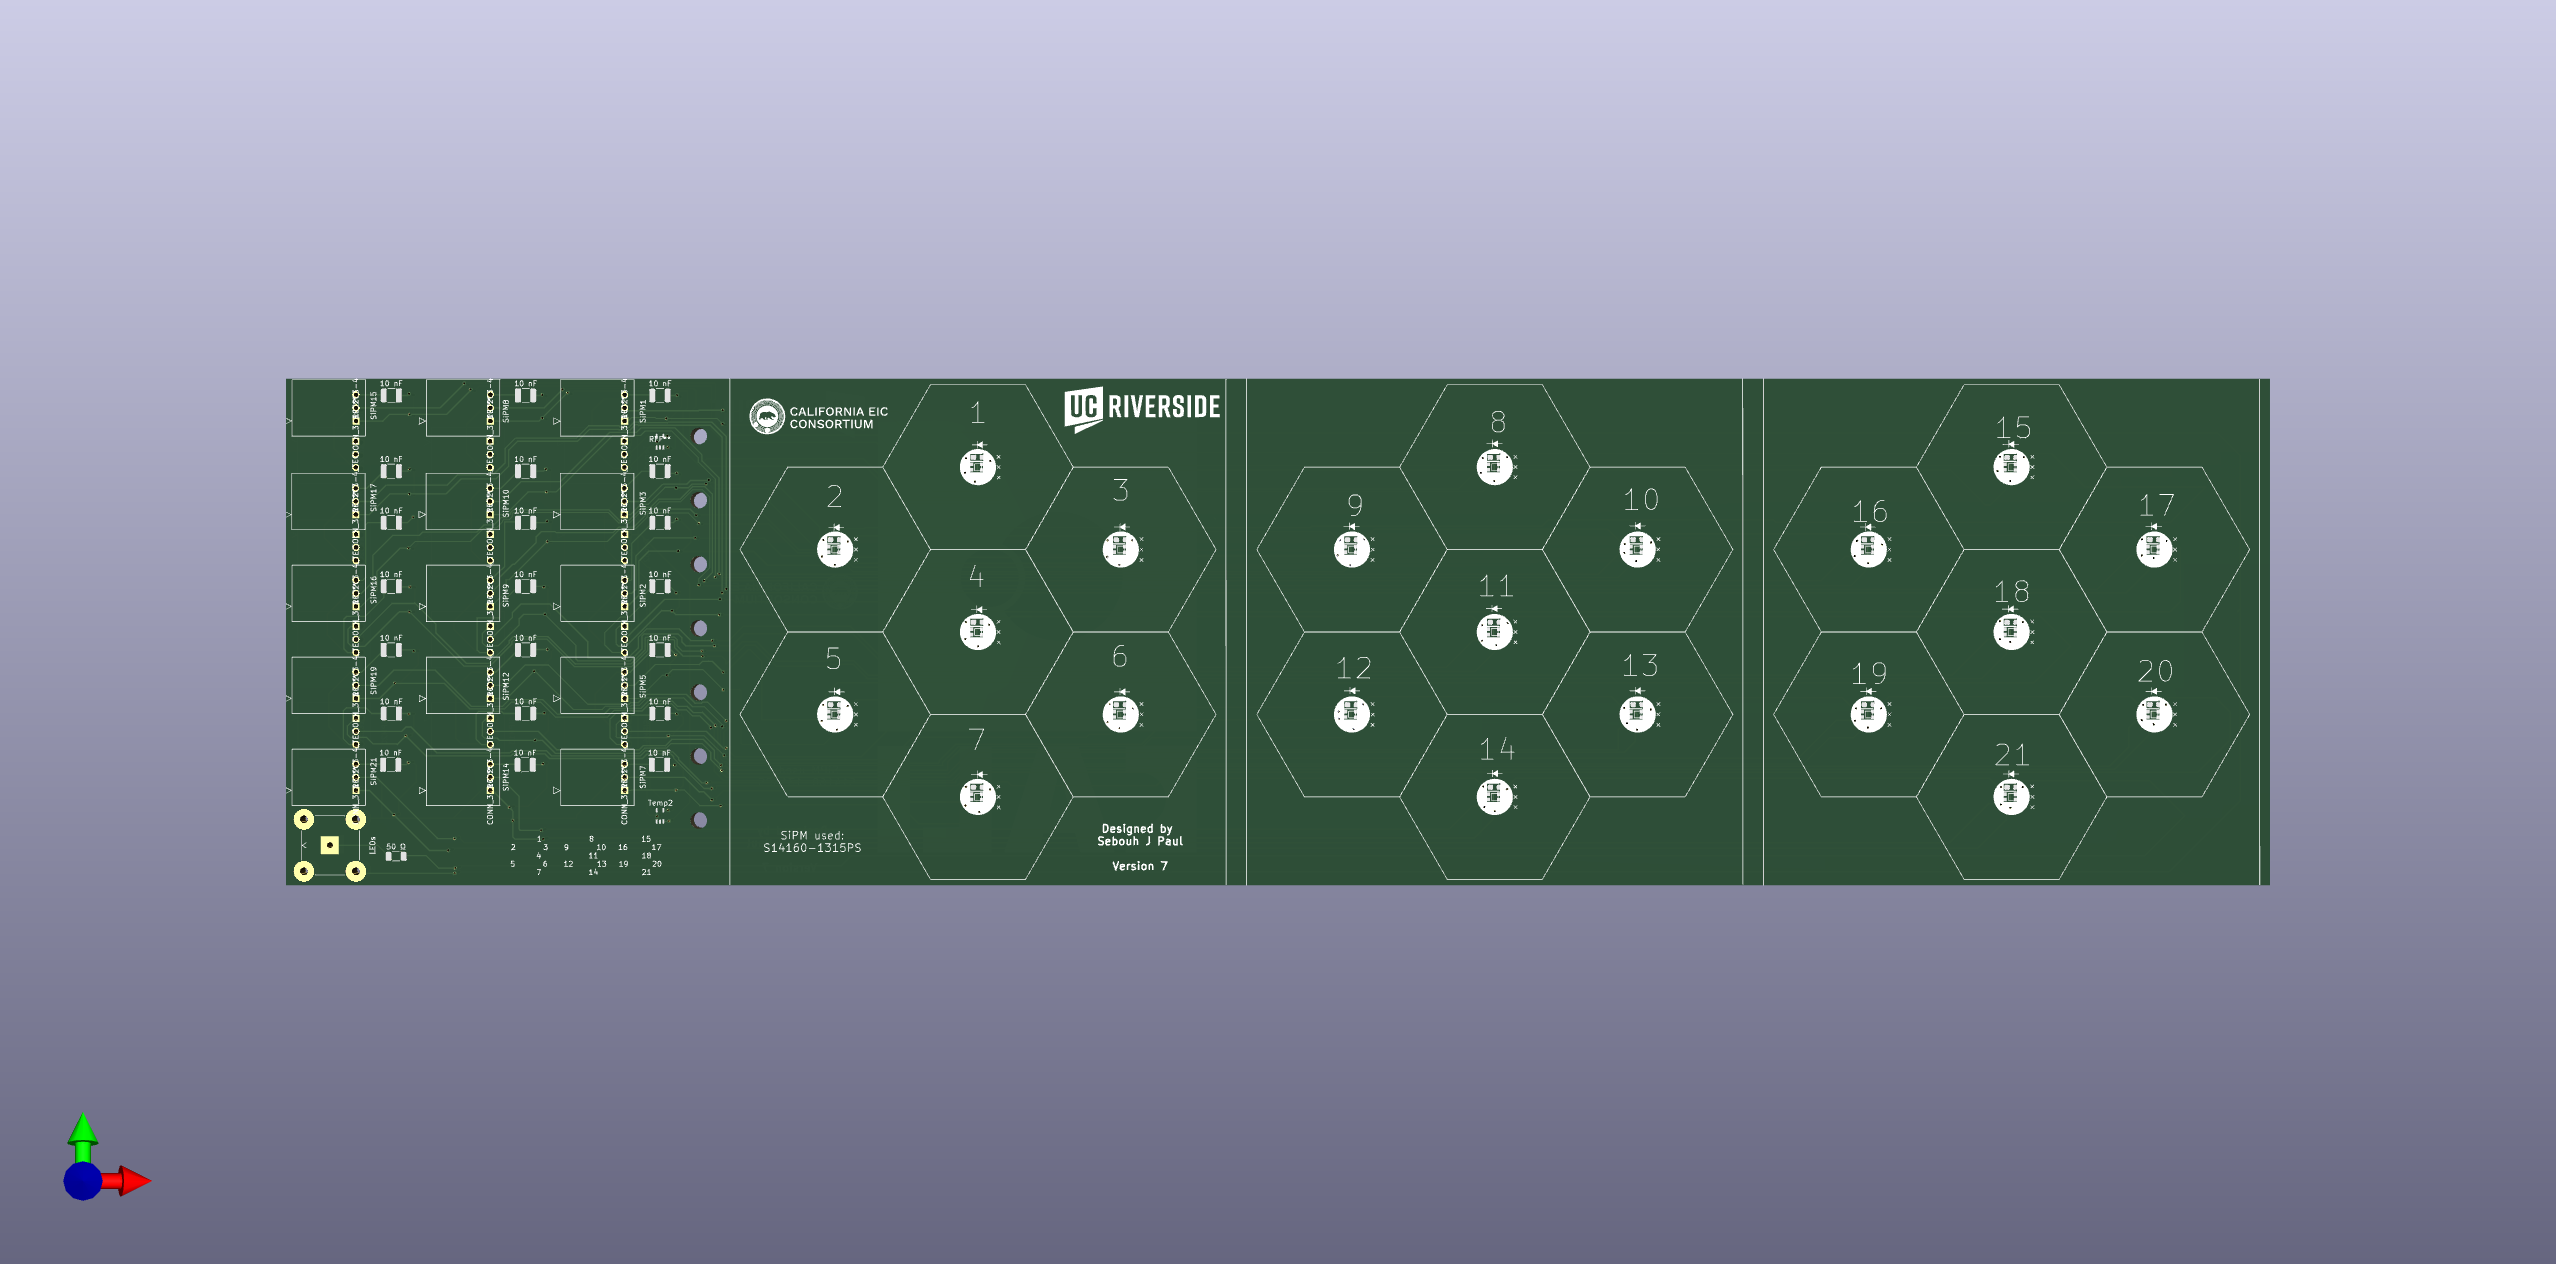 10 nF
10 nF
10 nF
SiPM15
SiPM8
SiPM1
10 nF
10 nF
10 nF
SiPM17
SiPM10
SiPM3
10 nF
10 nF
10 nF
10 nF
10 nF
10 nF
SiPM16
SiPM9
SiPM2
10 nF
10 nF
10 nF
SiPM19
SiPM12
SiPM5
10 nF
10 nF
10 nF
10 nF
10 nF
10 nF
SiPM21
SiPM14
SiPM7
Temp2
LEDs
50 Ω
1 8 15
2 3 9 10 16 17
4 11 18
5 6 12 13 19 20
7 14 21
CALIFORNIA EIC
CONSORTIUM
UC RIVERSIDE
1
2
3
4
5
6
7
SiPM used:
S14160-1315PS
Designed by
Sebouh J Paul
Version 7
8
9
10
11
12
13
14
15
16
17
18
19
20
21